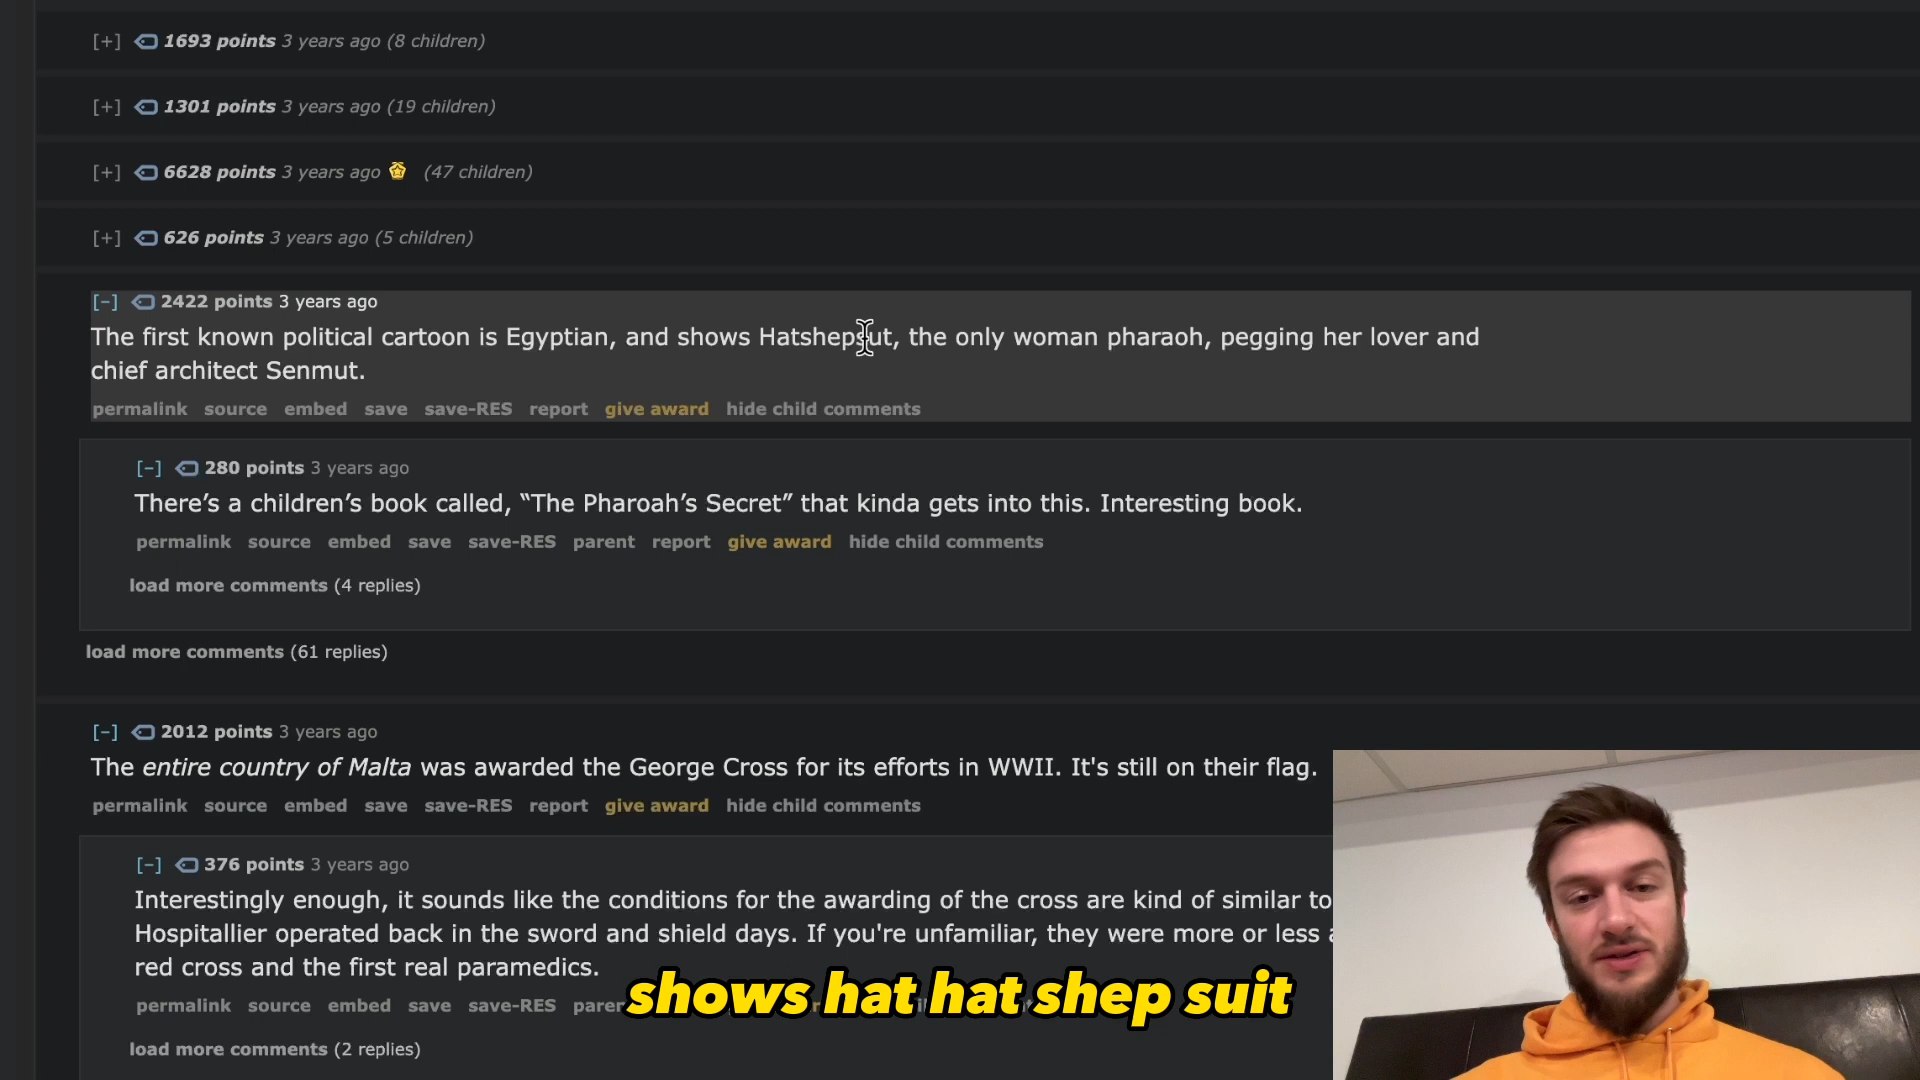 [+] 1693 points 3 years ago (8 children)
[+] 1301 points 3 years ago (19 children)
[+] 6628 points 3 years ago (47 children)
[+] 626 points 3 years ago (5 children)
[-] 2422 points 3 years ago
The first known political cartoon is Egyptian, and shows Hatshepsut, the only woman pharaoh, pegging her lover and
chief architect Senmut.
permalink source embed save save-RES report give award hide child comments
[-] 280 points 3 years ago
There’s a children’s book called, “The Pharoah’s Secret” that kinda gets into this. Interesting book.
permalink source embed save save-RES parent report give award hide child comments
load more comments (4 replies)
load more comments (61 replies)
[-] 2012 points 3 years ago
The entire country of Malta was awarded the George Cross for its efforts in WWII. It's still on their flag.
permalink source embed save save-RES report give award hide child comments
[-] 376 points 3 years ago
Interestingly enough, it sounds like the conditions for the awarding of the cross are kind of similar to
Hospitallier operated back in the sword and shield days. If you're unfamiliar, they were more or less
red cross and the first real paramedics.
permalink source embed save save-RES
shows hat hat shep suit
load more comments (2 replies)